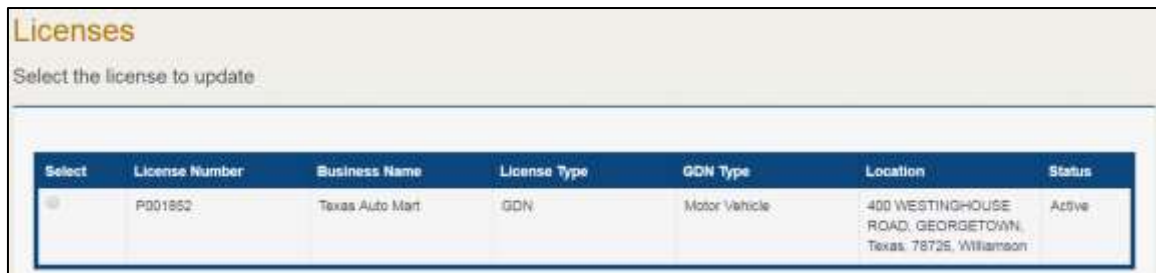 Licenses
Select the license to update
Select License Number Business Name License Type GDN Type Location Status
P001852 Texas Auto Mart GDN Motor Vehicle 400 WESTINGHOUSE Active
ROAD, GEORGETOWN,
Texas, 78726, Williamson